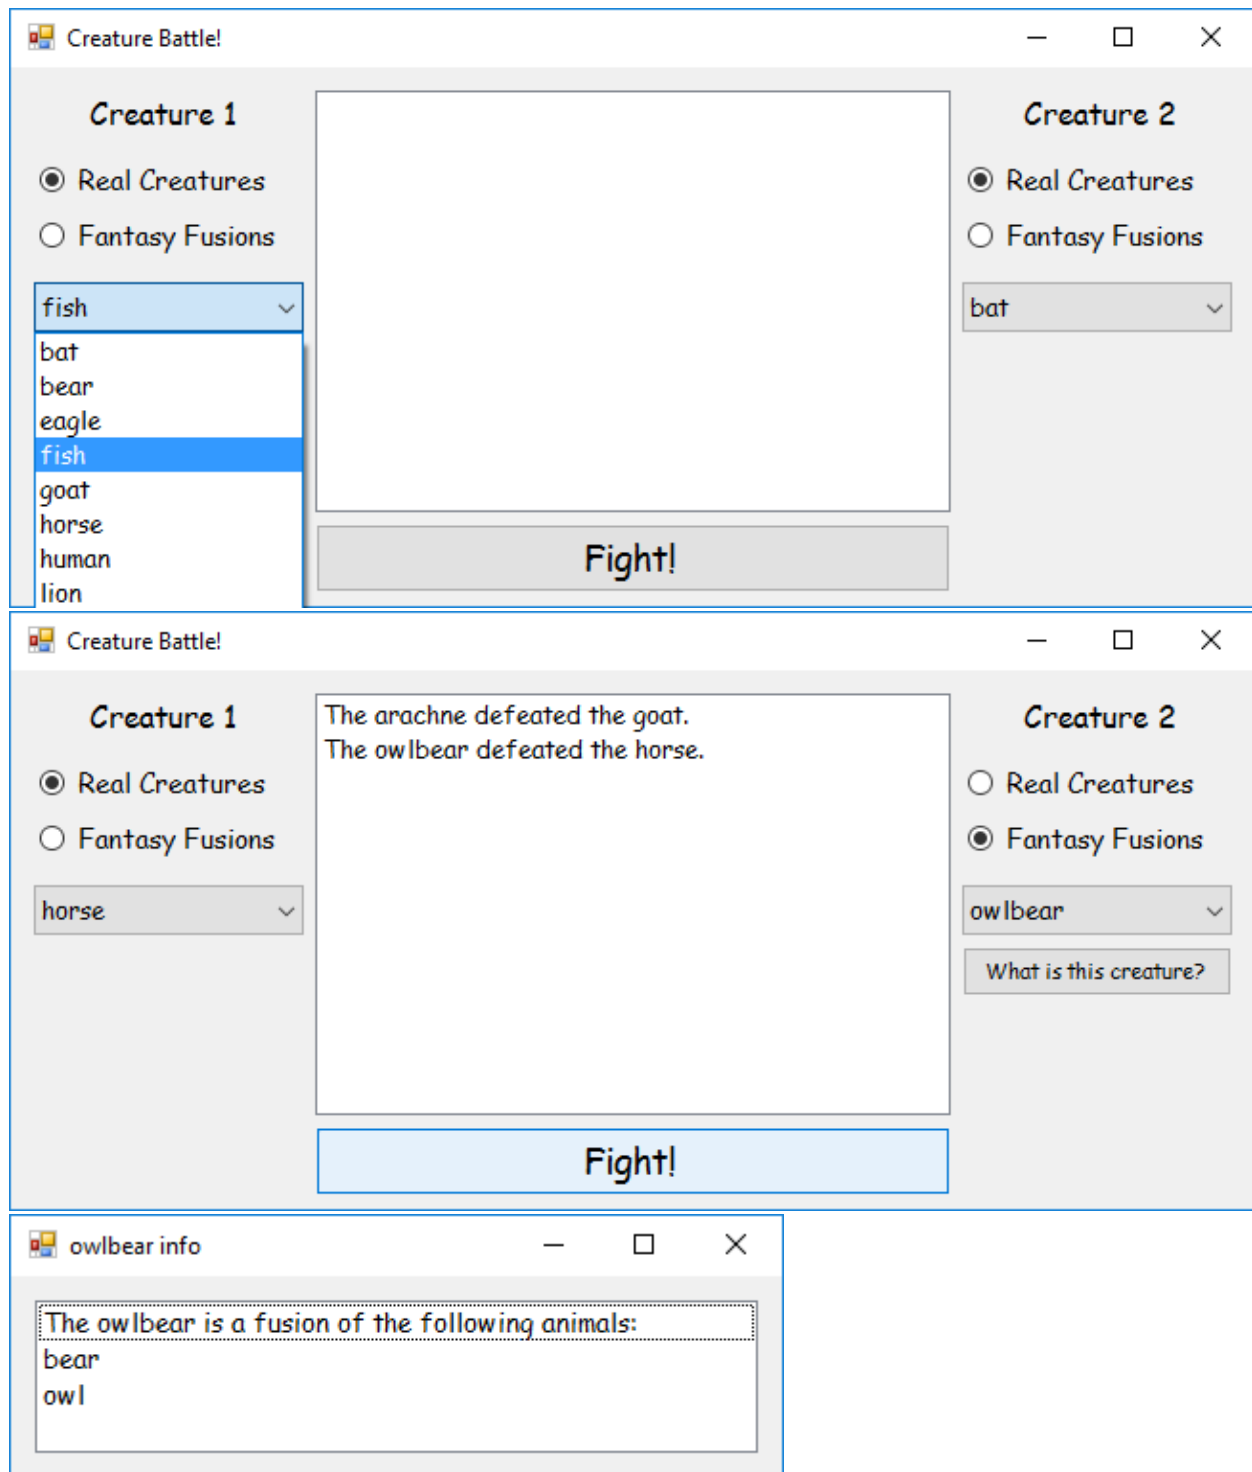 Creature Battle!
Creature 1
Real Creatures
Fantasy Fusions
fish
bat
bear
eagle
fish
goat
horse
human
lion
Fight!
Creature 2
Real Creatures
Fantasy Fusions
bat
Creature Battle!
Creature 1
Real Creatures
Fantasy Fusions
horse
The arachne defeated the goat.
The owlbear defeated the horse.
Fight!
Creature 2
Real Creatures
Fantasy Fusions
owlbear
What is this creature?
owlbear info
The owlbear is a fusion of the following animals:
bear
owl